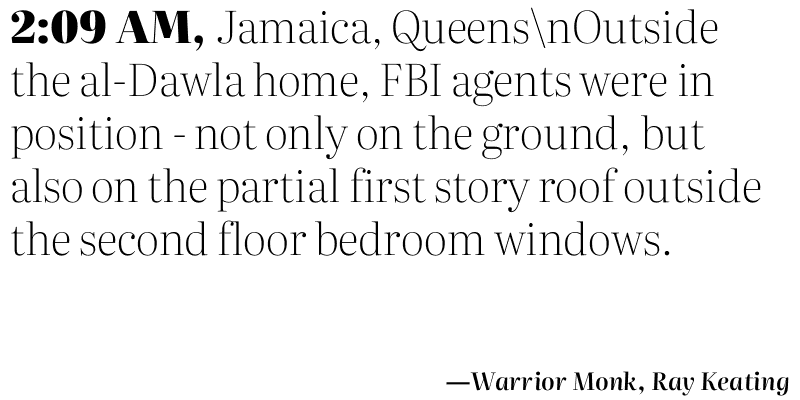 2:09 AM, Jamaica, Queens\nOutside
the al-Dawla home, FBI agents were in
position - not only on the ground, but
also on the partial first story roof outside
the second floor bedroom windows.
—Warrior Monk, Ray Keating